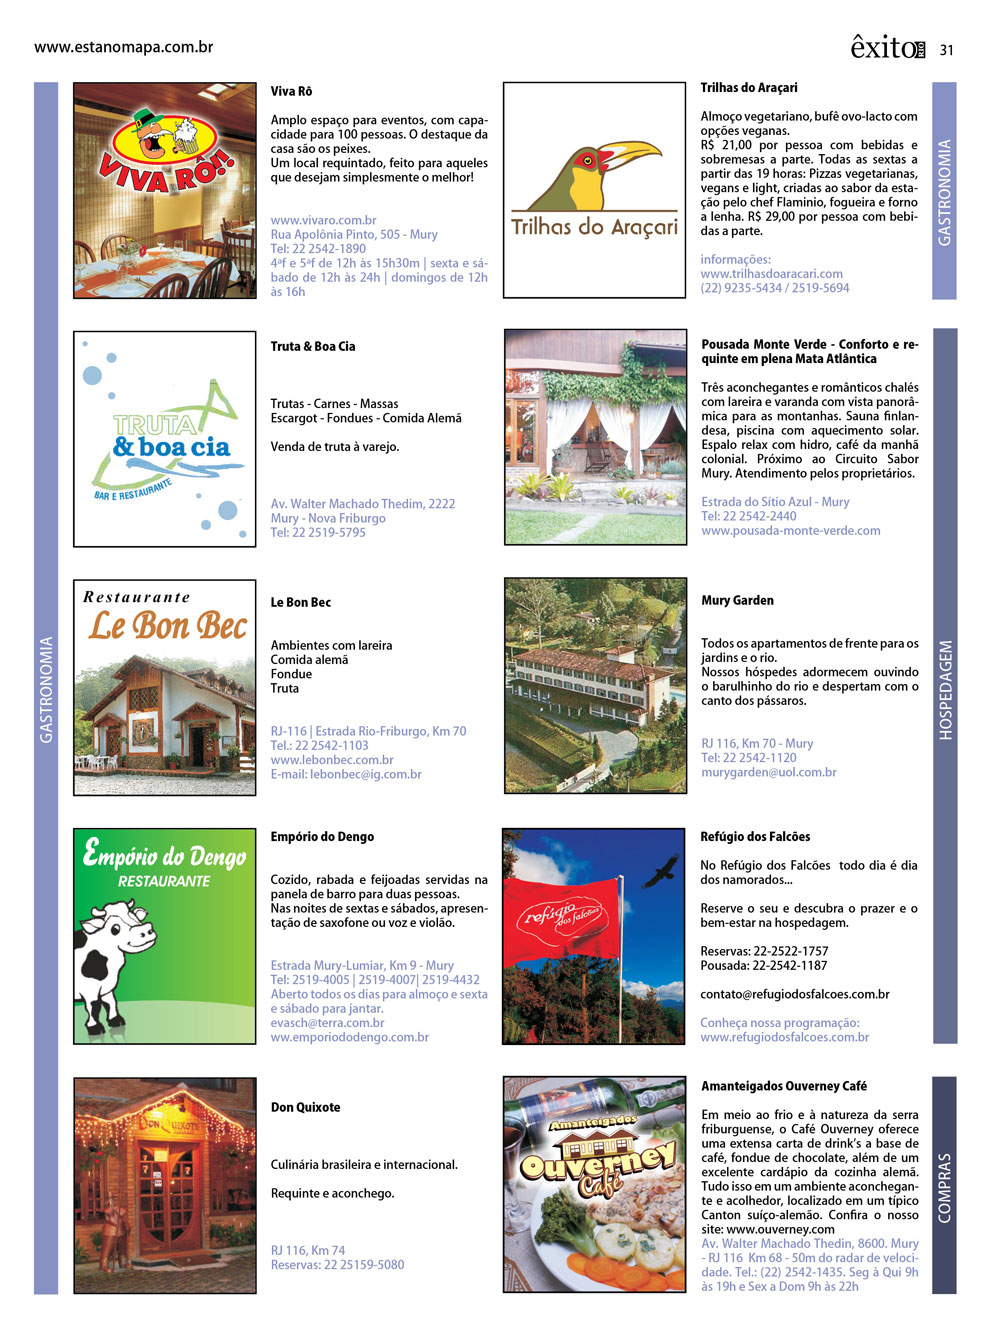 www.estanomapa.com.br
êxito RIO 31
GASTRONOMIA
VIVA RÔ!!
Viva Rô
Amplo espaço para eventos, com capa-
cidade para 100 pessoas. O destaque da
casa são os peixes.
Um local requintado, feito para aqueles
que desejam simplesmente o melhor!
www.vivaro.com.br
Rua Apolônia Pinto, 505 - Mury
Tel: 22 2542-1890
4ªf e 5ªf de 12h às 15h30m | sexta e sá-
bado de 12h às 24h | domingos de 12h
às 16h
TRUTA
& boa cia
BAR E RESTAURANTE
Truta & Boa Cia
Trutas - Carnes - Massas
Escargot - Fondues - Comida Alemã
Venda de truta à varejo.
Av. Walter Machado Thedim, 2222
Mury - Nova Friburgo
Tel: 22 2519-5795
Restaurante
Le Bon Bec
Le Bon Bec
Ambientes com lareira
Comida alemã
Fondue
Truta
RJ-116 | Estrada Rio-Friburgo, Km 70
Tel.: 22 2542-1103
www.lebonbec.com.br
E-mail: lebonbec@ig.com.br
Empório do Dengo
RESTAURANTE
Empório do Dengo
Cozido, rabada e feijoadas servidas na
panela de barro para duas pessoas.
Nas noites de sextas e sábados, apresen-
tação de saxofone ou voz e violão.
Estrada Mury-Lumiar, Km 9 - Mury
Tel: 2519-4005 | 2519-4007| 2519-4432
Aberto todos os dias para almoço e sexta
e sábado para jantar.
evasch@terra.com.br
ww.emporiododengo.com.br
DON QUIXOTE
Don Quixote
Culinária brasileira e internacional.
Requinte e aconchego.
RJ 116, Km 74
Reservas: 22 25159-5080
Trilhas do Araçari
Trilhas do Araçari
Almoço vegetariano, bufê ovo-lacto com
opções veganas.
R$ 21,00 por pessoa com bebidas e
sobremesas a parte. Todas as sextas a
partir das 19 horas: Pizzas vegetarianas,
vegans e light, criadas ao sabor da esta-
ção pelo chef Flaminio, fogueira e forno
a lenha. R$ 29,00 por pessoa com bebi-
das a parte.
informações:
www.trilhasdoaracari.com
(22) 9235-5434 / 2519-5694
GASTRONOMIA
Pousada Monte Verde - Conforto e re-
quinte em plena Mata Atlântica
Três aconchegantes e românticos chalés
com lareira e varanda com vista panorâ-
mica para as montanhas. Sauna finlan-
desa, piscina com aquecimento solar.
Espalo relax com hidro, café da manhã
colonial. Próximo ao Circuito Sabor
Mury. Atendimento pelos proprietários.
Estrada do Sítio Azul - Mury
Tel: 22 2542-2440
www.pousada-monte-verde.com
Mury Garden
Todos os apartamentos de frente para os
jardins e o rio.
Nossos hóspedes adormecem ouvindo
o barulhinho do rio e despertam com o
canto dos pássaros.
RJ 116, Km 70 - Mury
Tel: 22 2542-1120
murygarden@uol.com.br
HOSPEDAGEM
refúgio
dos falcões
Refúgio dos Falcões
No Refúgio dos Falcões todo dia é dia
dos namorados...
Reserve o seu e descubra o prazer e o
bem-estar na hospedagem.
Reservas: 22-2522-1757
Pousada: 22-2542-1187
contato@refugiodosfalcoes.com.br
Conheça nossa programação:
www.refugiodosfalcoes.com.br
Amanteigados
Ouverney
Café
Amanteigados Ouverney Café
Em meio ao frio e à natureza da serra
friburguense, o Café Ouverney oferece
uma extensa carta de drink's a base de
café, fondue de chocolate, além de um
excelente cardápio da cozinha alemã.
Tudo isso em um ambiente aconchegan-
te e acolhedor, localizado em um típico
Canton suíço-alemão. Confira o nosso
site: www.ouverney.com
Av. Walter Machado Thedin, 8600. Mury
- RJ 116 Km 68 - 50m do radar de veloci-
dade. Tel.: (22) 2542-1435. Seg à Qui 9h
às 19h e Sex a Dom 9h às 22h
COMPRAS